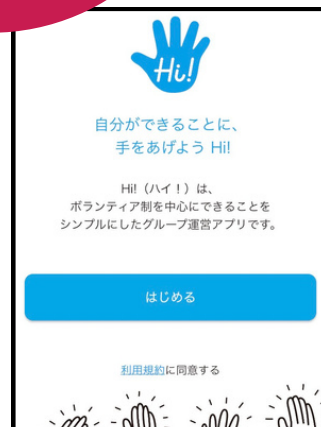 Hi!
自分ができることに、
手をあげよう Hi!
Hi!（ハイ！）は、
ボランティア制を中心にできることを
シンプルにしたグループ運営アプリです。
はじめる
利用規約に同意する